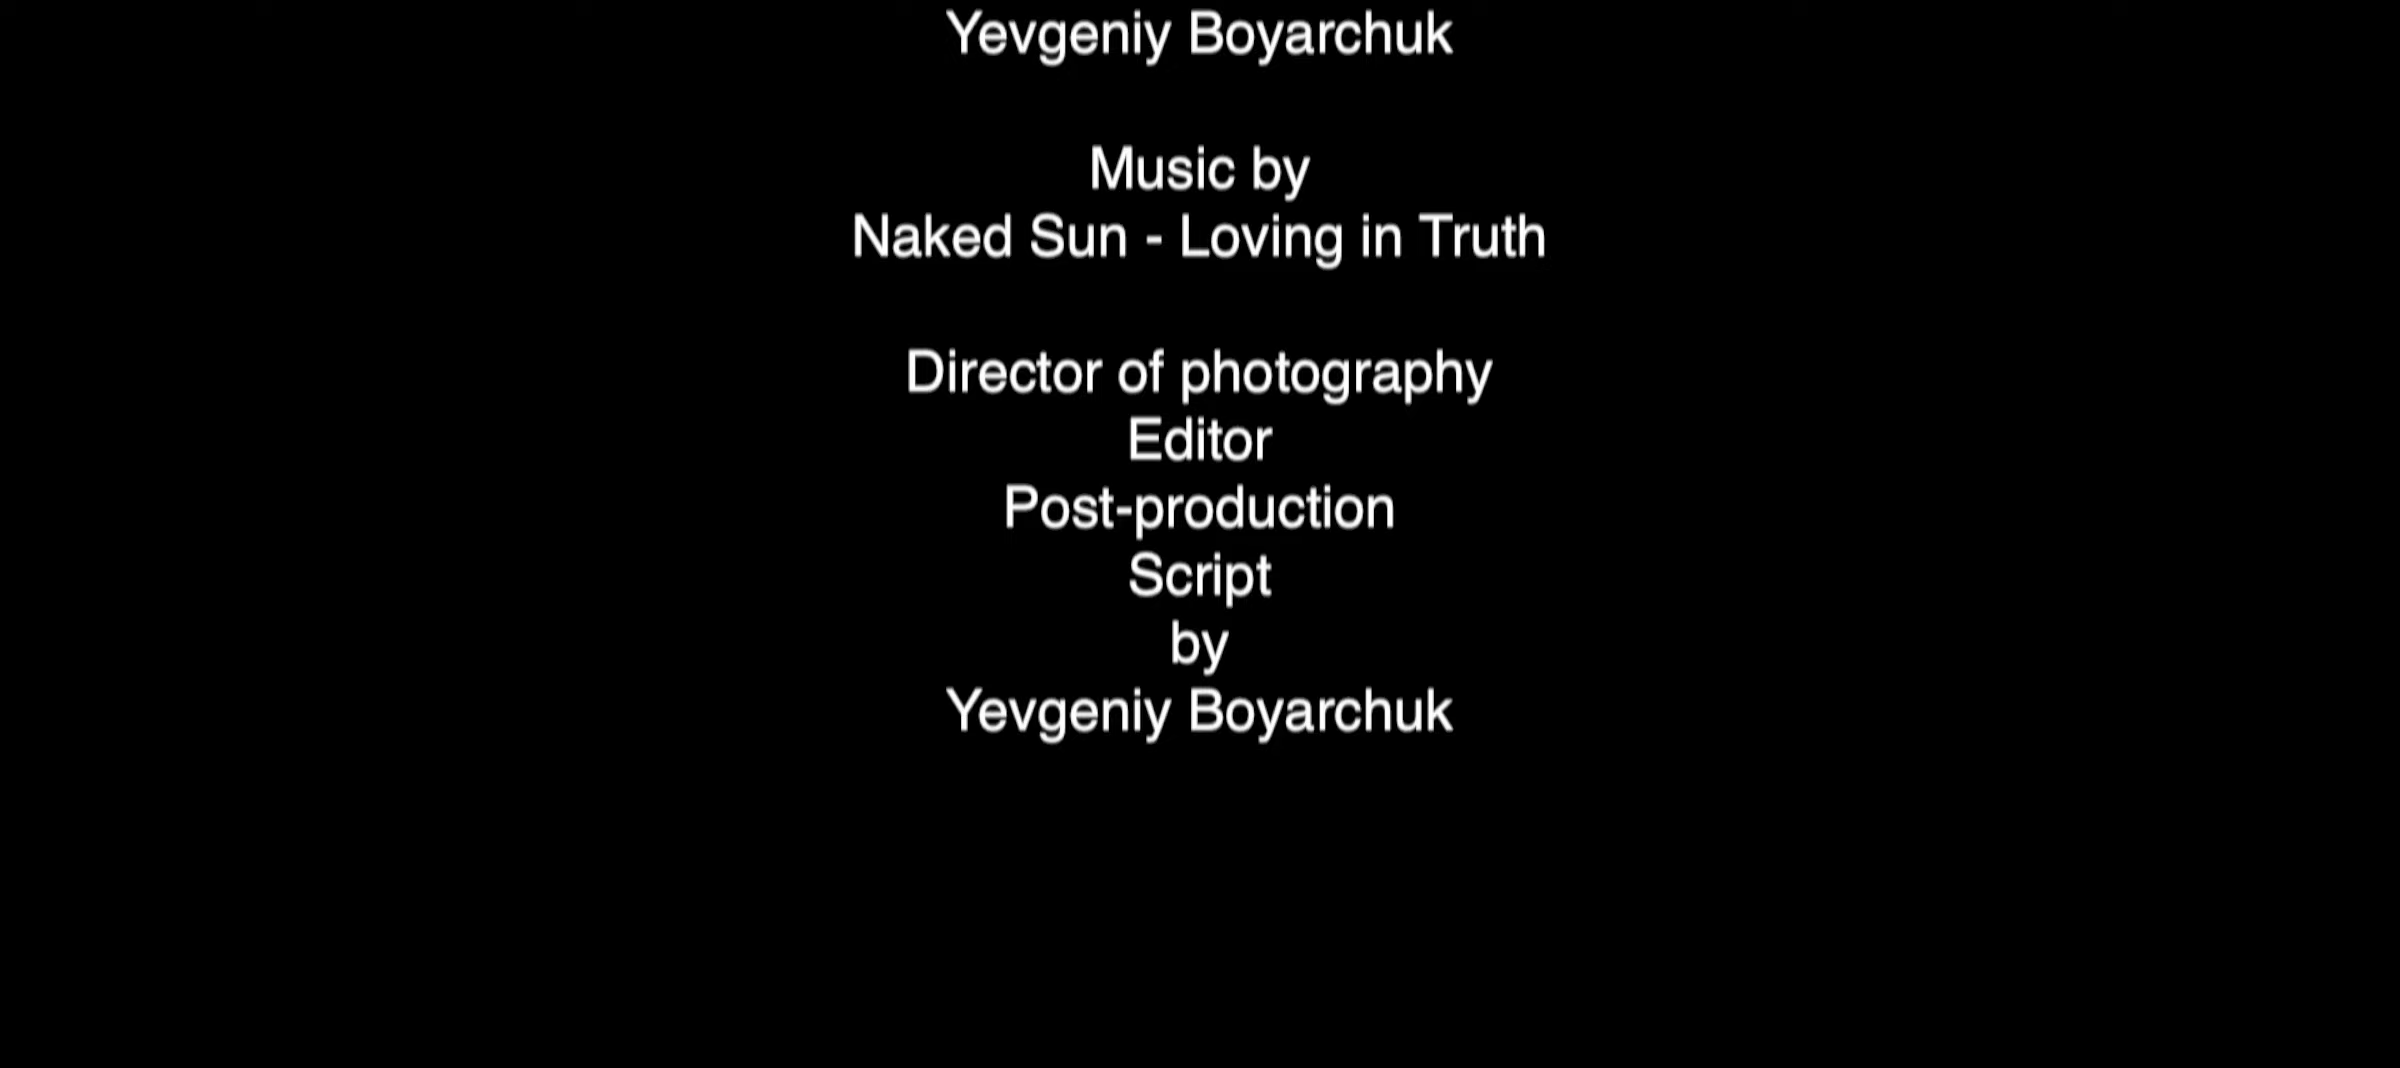 Yevgeniy Boyarchuk
Music by
Naked Sun - Loving in Truth
Director of photography
Editor
Post-production
Script
by
Yevgeniy Boyarchuk